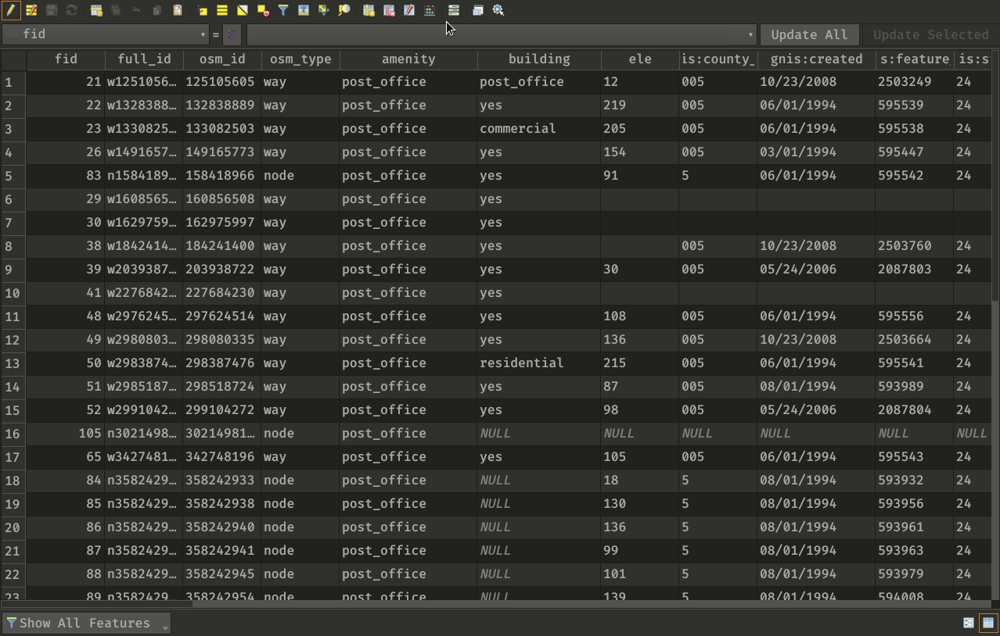 fid = Update All Update Selected
fid full_id osm_id osm_type amenity building ele is:county_ gnis:created s:feature_ is:s
1 21 w1251056… 125105605 way post_office post_office 12 005 10/23/2008 2503249 24
2 22 w1328388… 132838889 way post_office yes 219 005 06/01/1994 595539 24
3 23 w1330825… 133082503 way post_office commercial 205 005 06/01/1994 595538 24
4 26 w1491657… 149165773 way post_office yes 154 005 03/01/1994 595447 24
5 83 n1584189… 158418966 node post_office yes 91 5 06/01/1994 595542 24
6 29 w1608565… 160856508 way post_office yes
7 30 w1629759… 162975997 way post_office yes
8 38 w1842414… 184241400 way post_office yes 005 10/23/2008 2503760 24
9 39 w2039387… 203938722 way post_office yes 30 005 05/24/2006 2087803 24
10 41 w2276842… 227684230 way post_office yes
11 48 w2976245… 297624514 way post_office yes 108 005 06/01/1994 595556 24
12 49 w2980803… 298080335 way post_office yes 136 005 10/23/2008 2503664 24
13 50 w2983874… 298387476 way post_office residential 215 005 06/01/1994 595541 24
14 51 w2985187… 298518724 way post_office yes 87 005 08/01/1994 593989 24
15 52 w2991042… 299104272 way post_office yes 98 005 05/24/2006 2087804 24
16 105 n3021498… 30214981… node post_office NULL NULL NULL NULL NULL NULL
17 65 w3427481… 342748196 way post_office yes 105 005 06/01/1994 595543 24
18 84 n3582429… 358242933 node post_office NULL 18 5 08/01/1994 593932 24
19 85 n3582429… 358242938 node post_office NULL 130 5 08/01/1994 593956 24
20 86 n3582429… 358242940 node post_office NULL 136 5 08/01/1994 593961 24
21 87 n3582429… 358242941 node post_office NULL 99 5 08/01/1994 593963 24
22 88 n3582429… 358242945 node post_office NULL 101 5 08/01/1994 593979 24
23 89 n3582429… 358242954 node post_office NULL 139 5 08/01/1994 594008 24
Show All Features